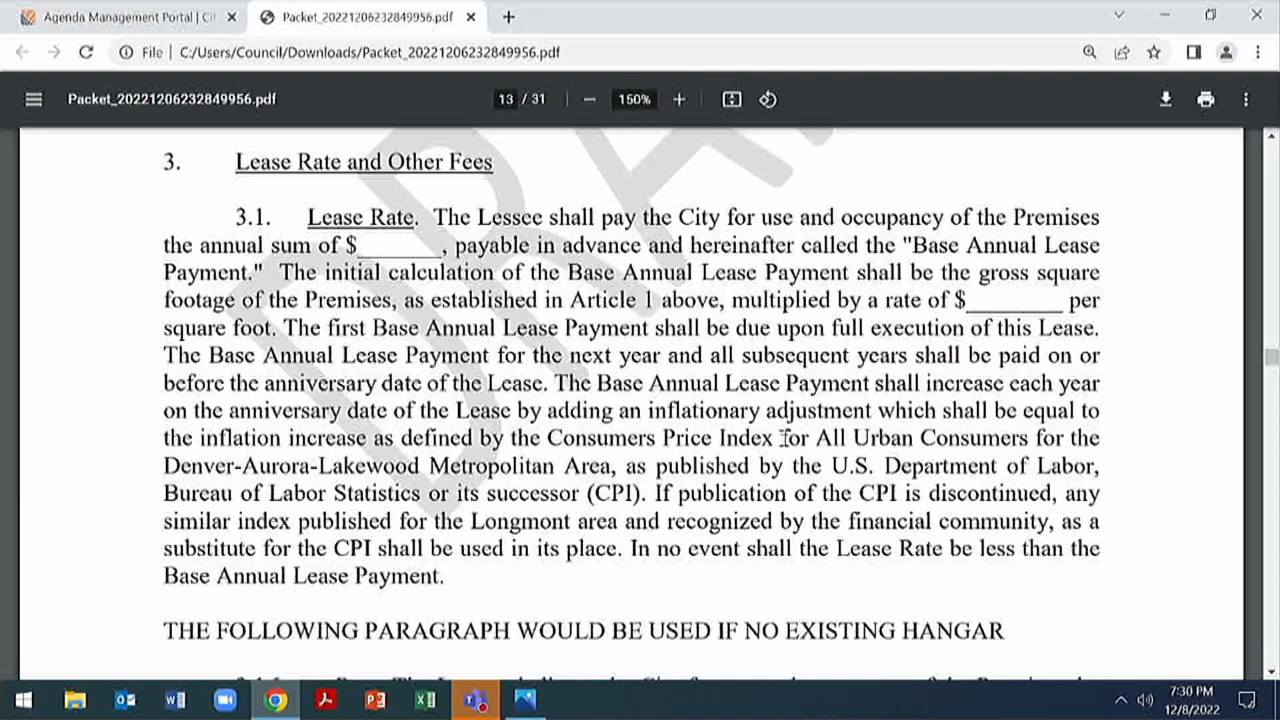 Agenda Management Portal | Cit
Packet_20221206232849956.pdf
File | C:/Users/Council/Downloads/Packet_20221206232849956.pdf
Packet_20221206232849956.pdf
13 / 31
150%
DRA
3. Lease Rate and Other Fees
3.1. Lease Rate. The Lessee shall pay the City for use and occupancy of the Premises
the annual sum of $________, payable in advance and hereinafter called the "Base Annual Lease
Payment." The initial calculation of the Base Annual Lease Payment shall be the gross square
footage of the Premises, as established in Article 1 above, multiplied by a rate of $_________ per
square foot. The first Base Annual Lease Payment shall be due upon full execution of this Lease.
The Base Annual Lease Payment for the next year and all subsequent years shall be paid on or
before the anniversary date of the Lease. The Base Annual Lease Payment shall increase each year
on the anniversary date of the Lease by adding an inflationary adjustment which shall be equal to
the inflation increase as defined by the Consumers Price Index for All Urban Consumers for the
Denver-Aurora-Lakewood Metropolitan Area, as published by the U.S. Department of Labor,
Bureau of Labor Statistics or its successor (CPI). If publication of the CPI is discontinued, any
similar index published for the Longmont area and recognized by the financial community, as a
substitute for the CPI shall be used in its place. In no event shall the Lease Rate be less than the
Base Annual Lease Payment.
THE FOLLOWING PARAGRAPH WOULD BE USED IF NO EXISTING HANGAR
7:30 PM
12/8/2022